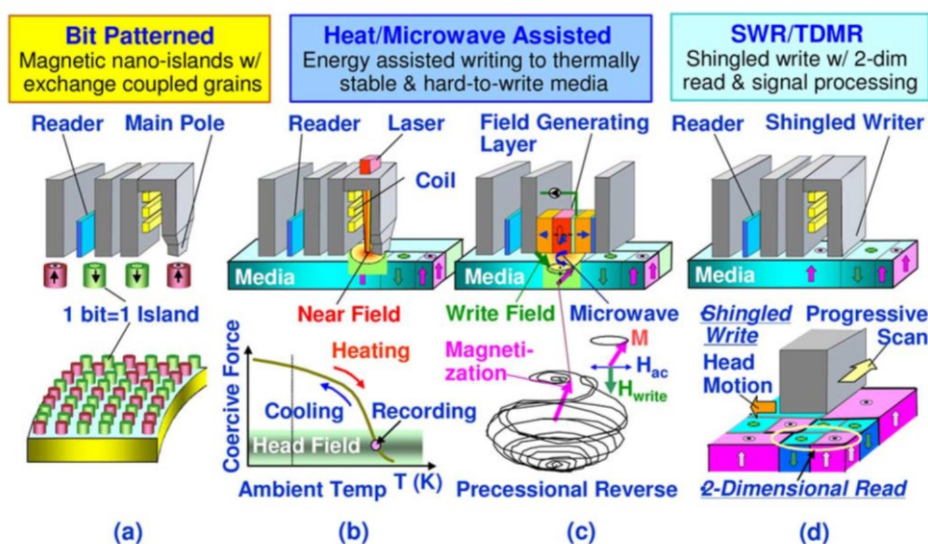 Bit Patterned
Magnetic nano-islands w/
exchange coupled grains
Heat/Microwave Assisted
Energy assisted writing to thermally
stable & hard-to-write media
SWR/TDMR
Shingled write w/ 2-dim
read & signal processing
Reader
Main Pole
1 bit=1 Island
(a)
Reader
Laser
Coil
Media
Near Field
Coercive Force
Heating
Cooling
Recording
Head Field
Ambient Temp
T (K)
(b)
Field Generating
Layer
Media
Write Field
Microwave
Magneti-
zation
M
Hac
Hwrite
Precessional Reverse
(c)
Reader
Shingled Writer
Media
•Shingled
Write
Progressive
Scan
Head
Motion
•2-Dimensional Read
(d)